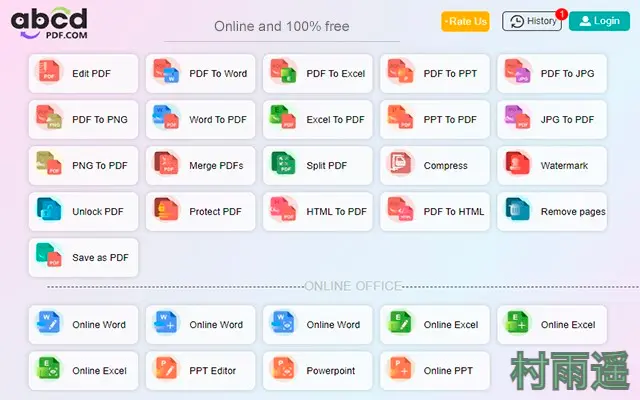 abcd
PDF.COM
Online and 100% free
Rate Us
History
1
Login
Edit PDF
PDF To Word
PDF To Excel
PDF To PPT
PDF To JPG
PDF To PNG
Word To PDF
Excel To PDF
PPT To PDF
JPG To PDF
PNG To PDF
Merge PDFs
Split PDF
Compress
Watermark
Unlock PDF
Protect PDF
HTML To PDF
PDF To HTML
Remove pages
Save as PDF
ONLINE OFFICE
Online Word
Online Word
Online Word
Online Excel
Online Excel
Online Excel
PPT Editor
Powerpoint
Online PPT
村雨遥